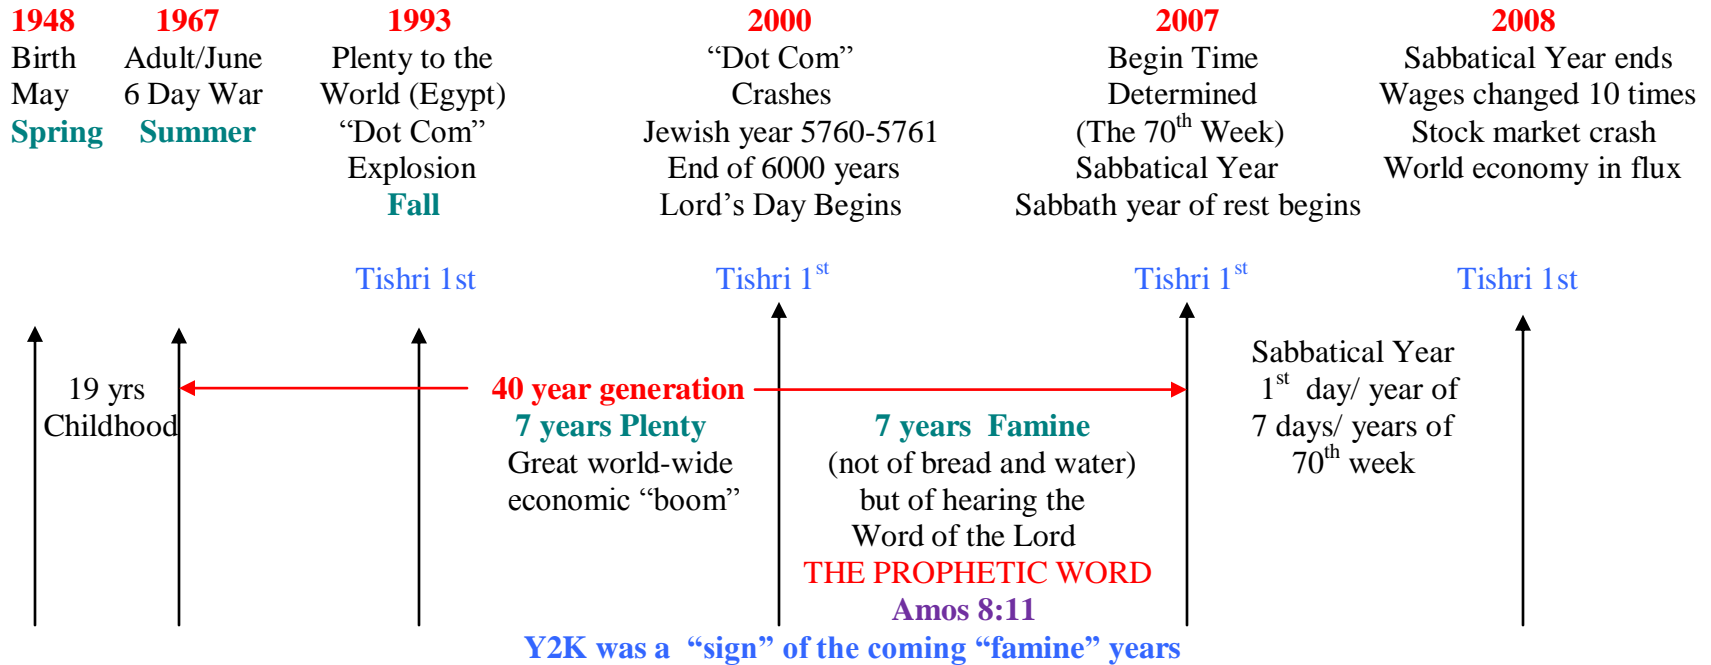 1948
Birth
May
Spring
1967
Adult/June
6 Day War
Summer
1993
Plenty to the
World (Egypt)
“Dot Com”
Explosion
Fall
2000
“Dot Com”
Crashes
Jewish year 5760-5761
End of 6000 years
Lord’s Day Begins
2007
Begin Time
Determined
(The 70th Week)
Sabbatical Year
Sabbath year of rest begins
2008
Sabbatical Year ends
Wages changed 10 times
Stock market crash
World economy in flux
Tishri 1st
Tishri 1st
Tishri 1st
Tishri 1st
19 yrs
Childhood
40 year generation
7 years Plenty
Great world-wide
economic “boom”
7 years Famine
(not of bread and water)
but of hearing the
Word of the Lord
THE PROPHETIC WORD
Amos 8:11
Sabbatical Year
1st day/ year of
7 days/ years of
70th week
Y2K was a “sign” of the coming “famine” years